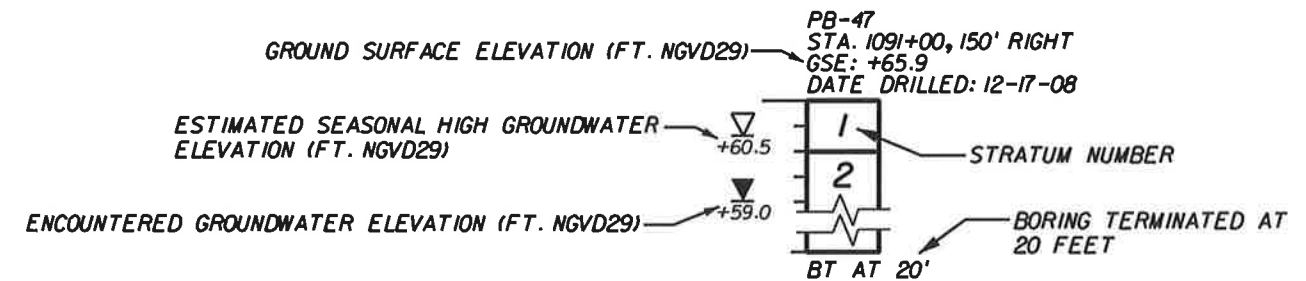 PB-47
STA. 1091+00, 150' RIGHT
GROUND SURFACE ELEVATION (FT. NGVD29)
GSE: +65.9
DATE DRILLED: 12-17-08
ESTIMATED SEASONAL HIGH GROUNDWATER
ELEVATION (FT. NGVD29)
+60.5
1
STRATUM NUMBER
2
ENCOUNTERED GROUNDWATER ELEVATION (FT. NGVD29)
+59.0
BORING TERMINATED AT
20 FEET
BT AT 20'